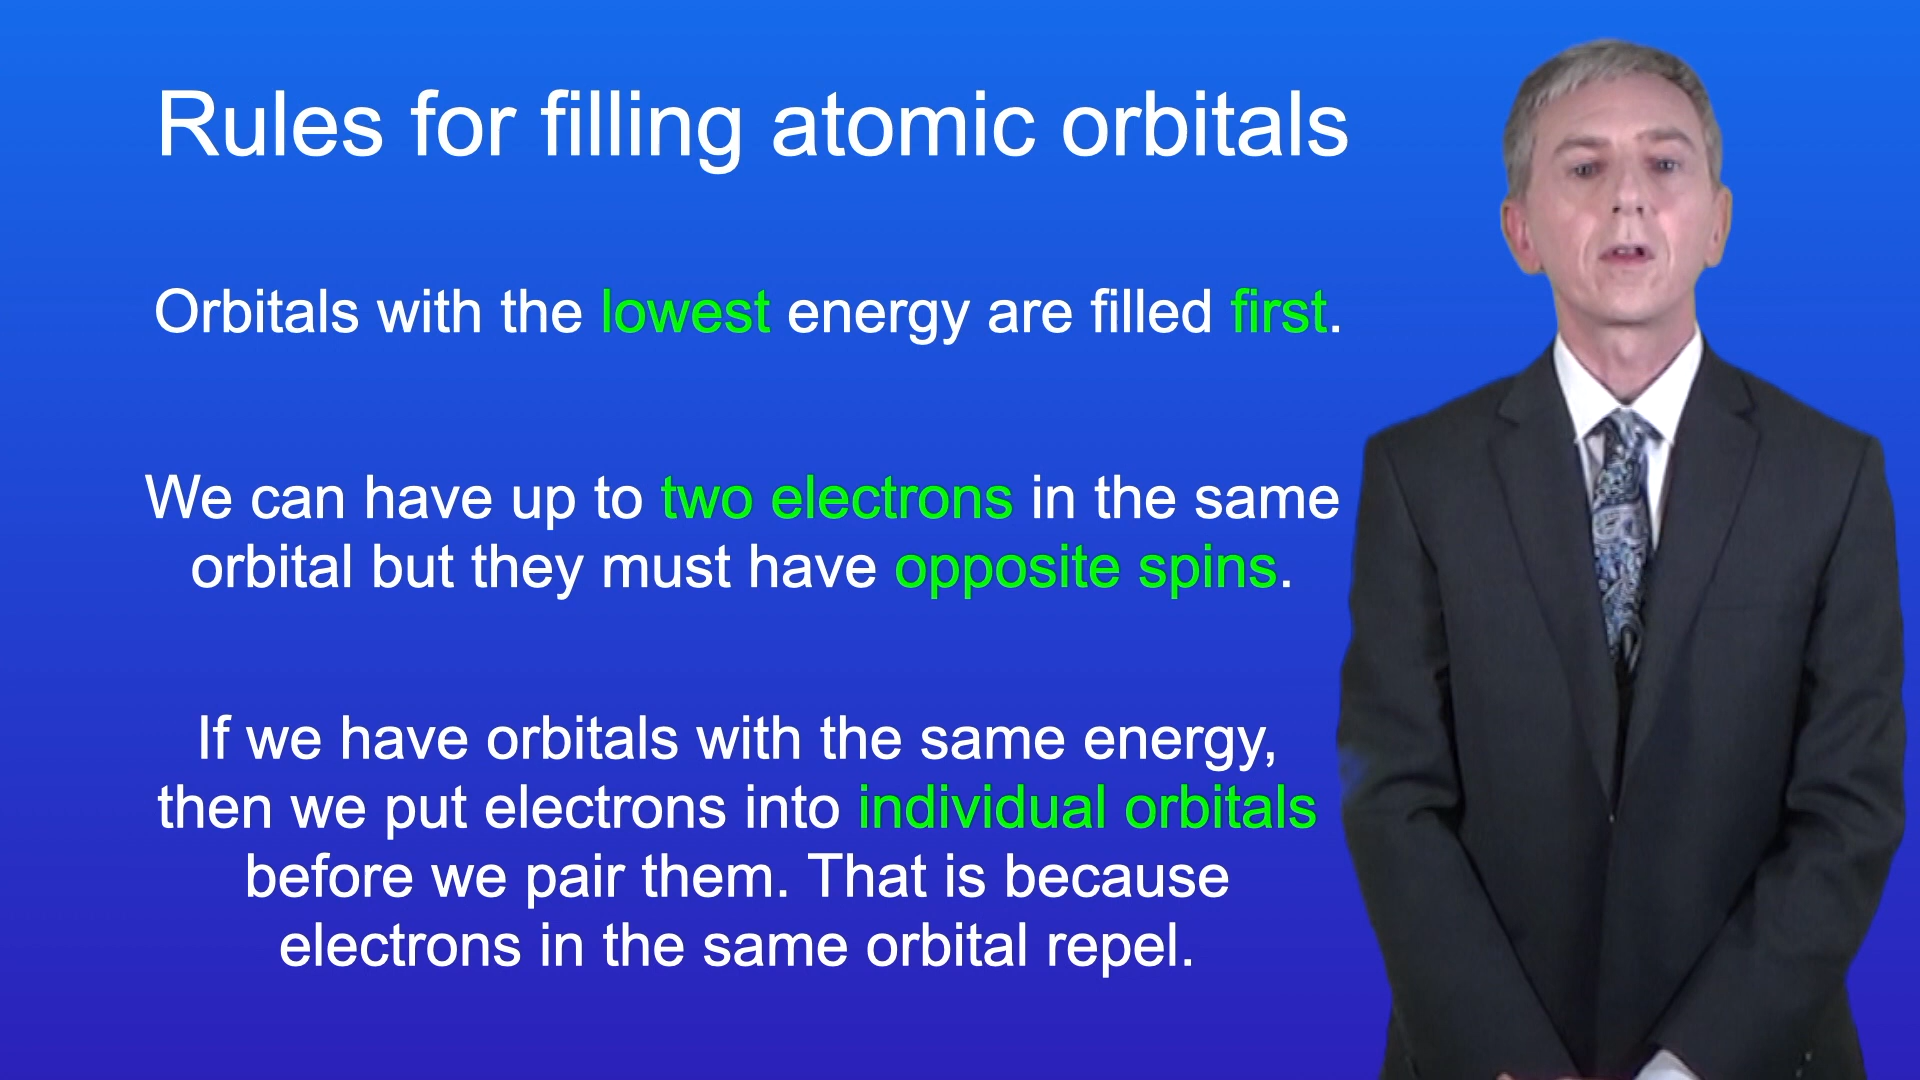 Rules for filling atomic orbitals
Orbitals with the lowest energy are filled first.
We can have up to two electrons in the same
orbital but they must have opposite spins.
If we have orbitals with the same energy,
then we put electrons into individual orbitals
before we pair them. That is because
electrons in the same orbital repel.